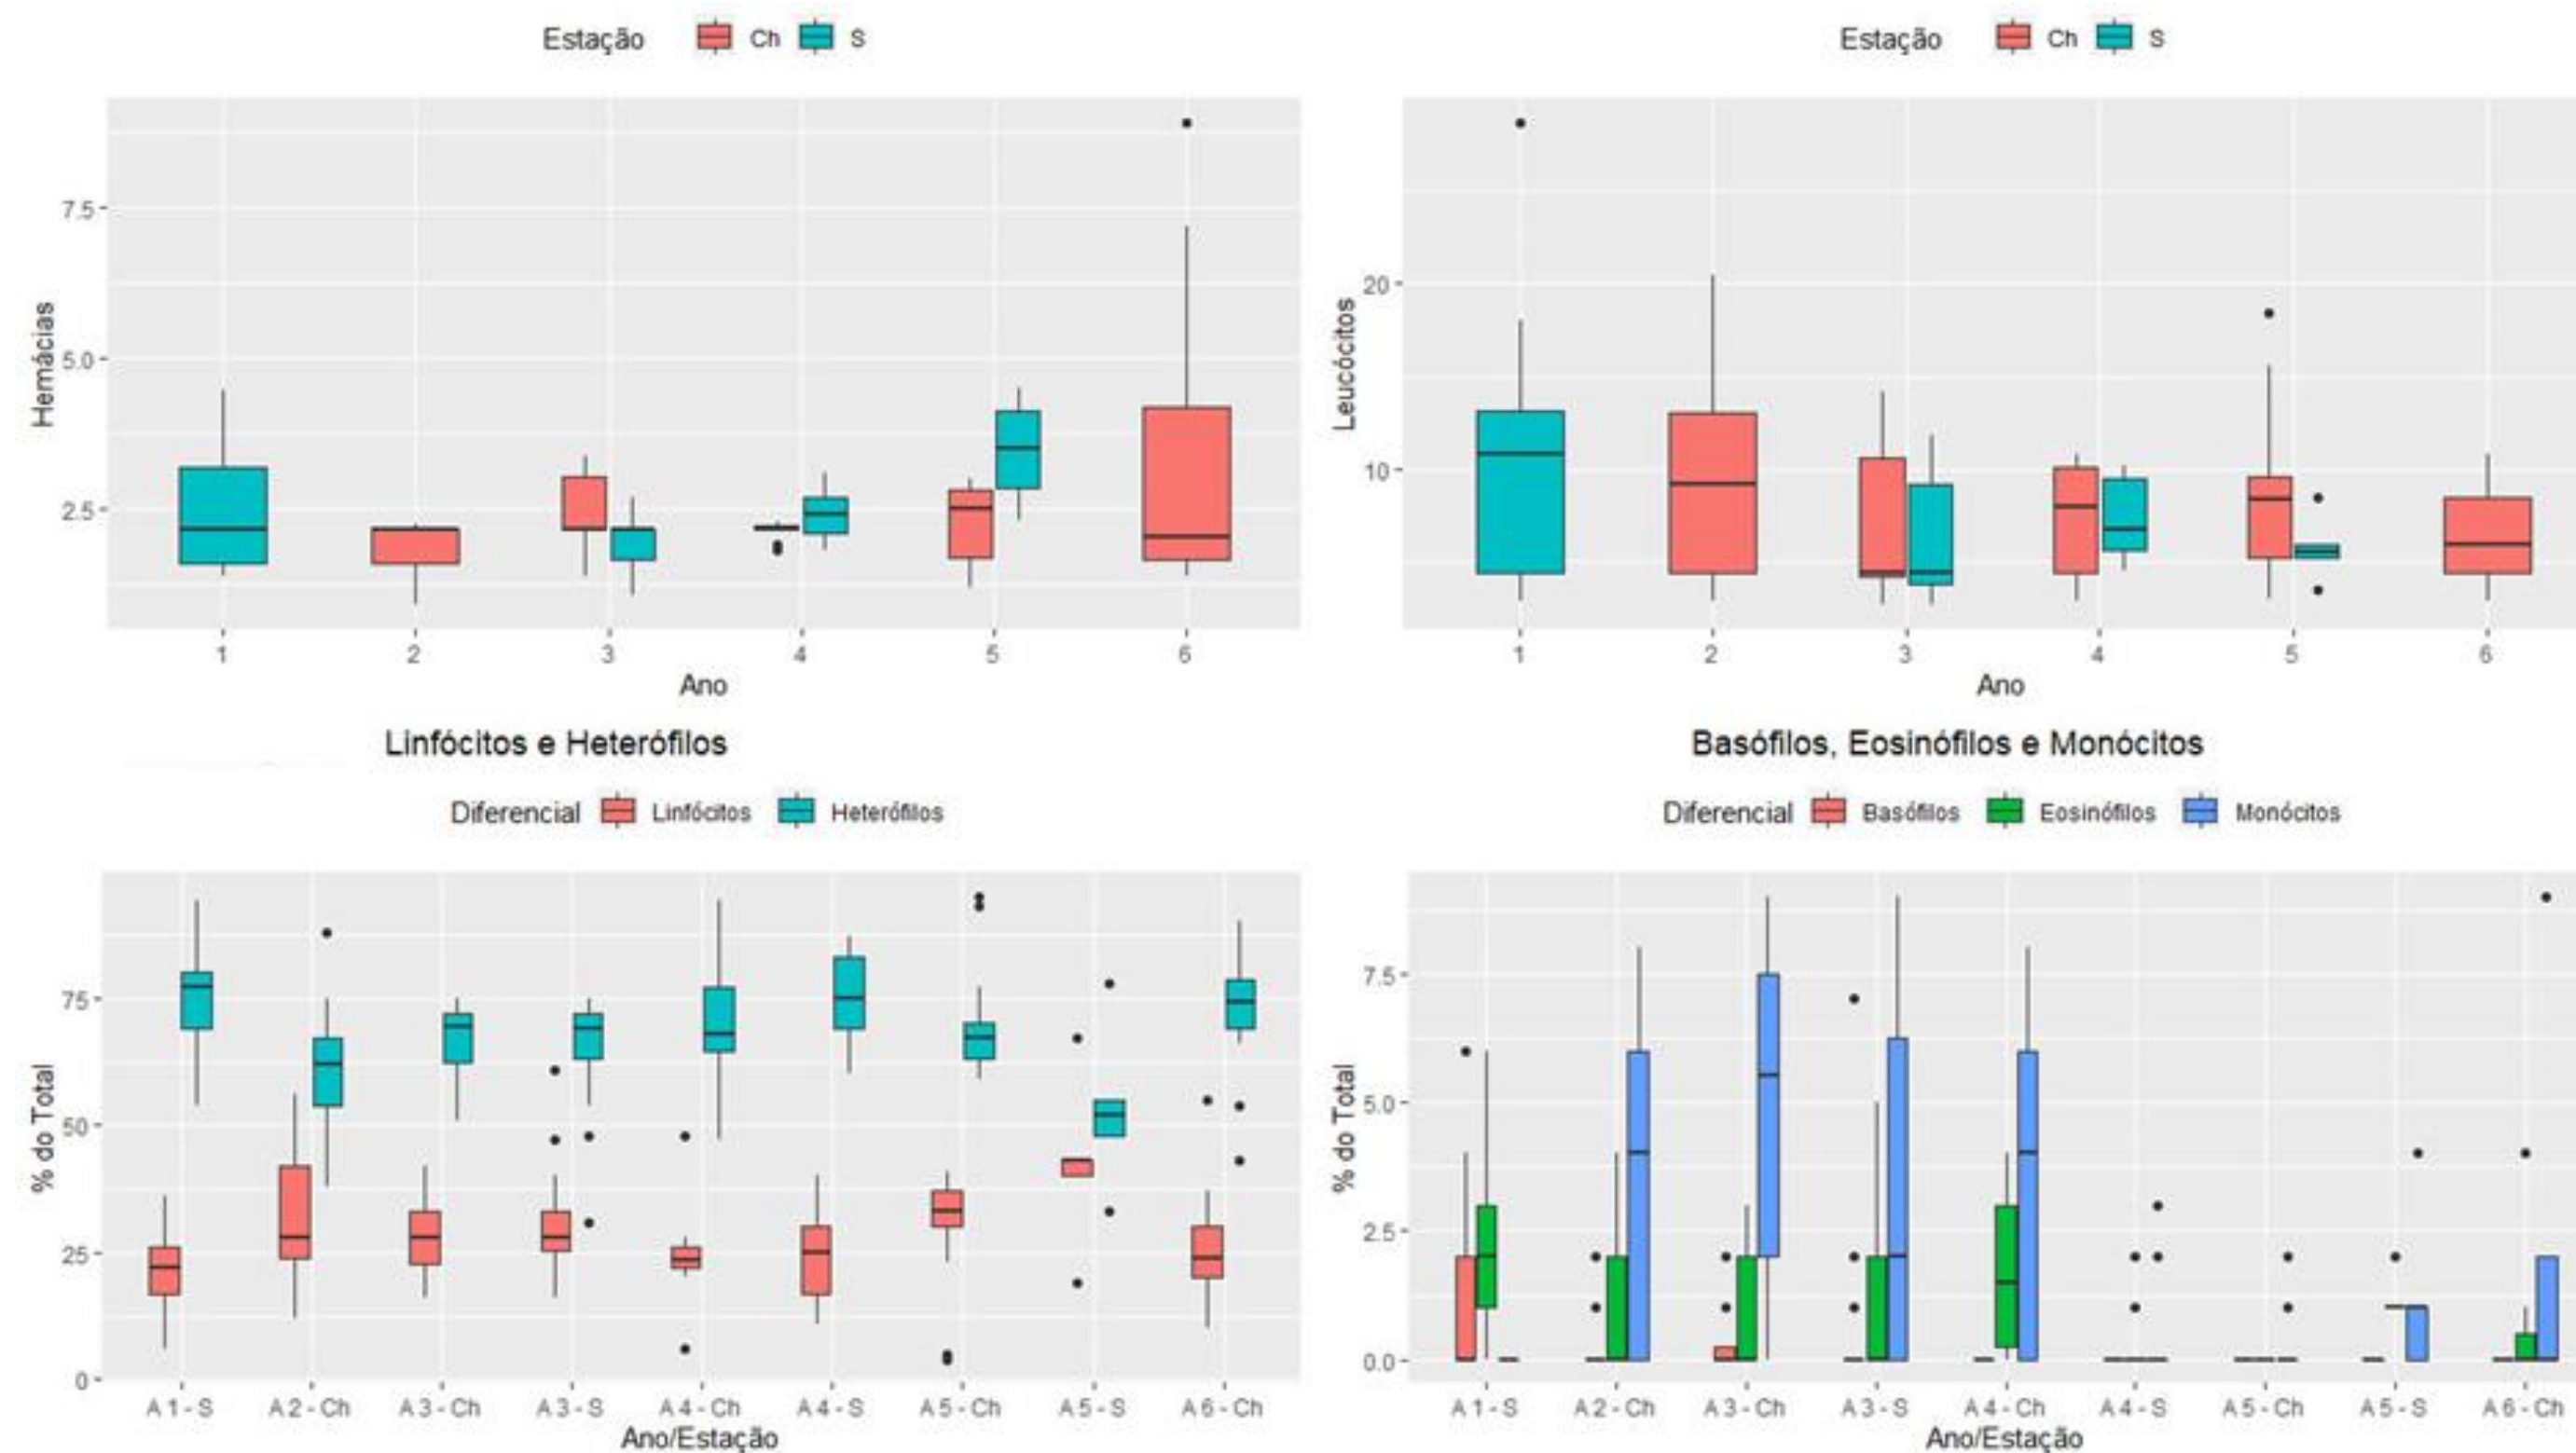 Estação Ch S
Hemácias
7.5
5.0
2.5
1 2 3 4 5 6
Ano
Estação Ch S
Leucócitos
20
10
1 2 3 4 5 6
Ano
Linfócitos e Heterófilos
Diferencial Linfócitos Heterófilos
% do Total
75
50
25
0
A 1 - S A 2 - Ch A 3 - Ch A 3 - S A 4 - Ch A 4 - S A 5 - Ch A 5 - S A 6 - Ch
Ano/Estação
Basófilos, Eosinófilos e Monócitos
Diferencial Basófilos Eosinófilos Monócitos
% do Total
7.5
5.0
2.5
0.0
A 1 - S A 2 - Ch A 3 - Ch A 3 - S A 4 - Ch A 4 - S A 5 - Ch A 5 - S A 6 - Ch
Ano/Estação